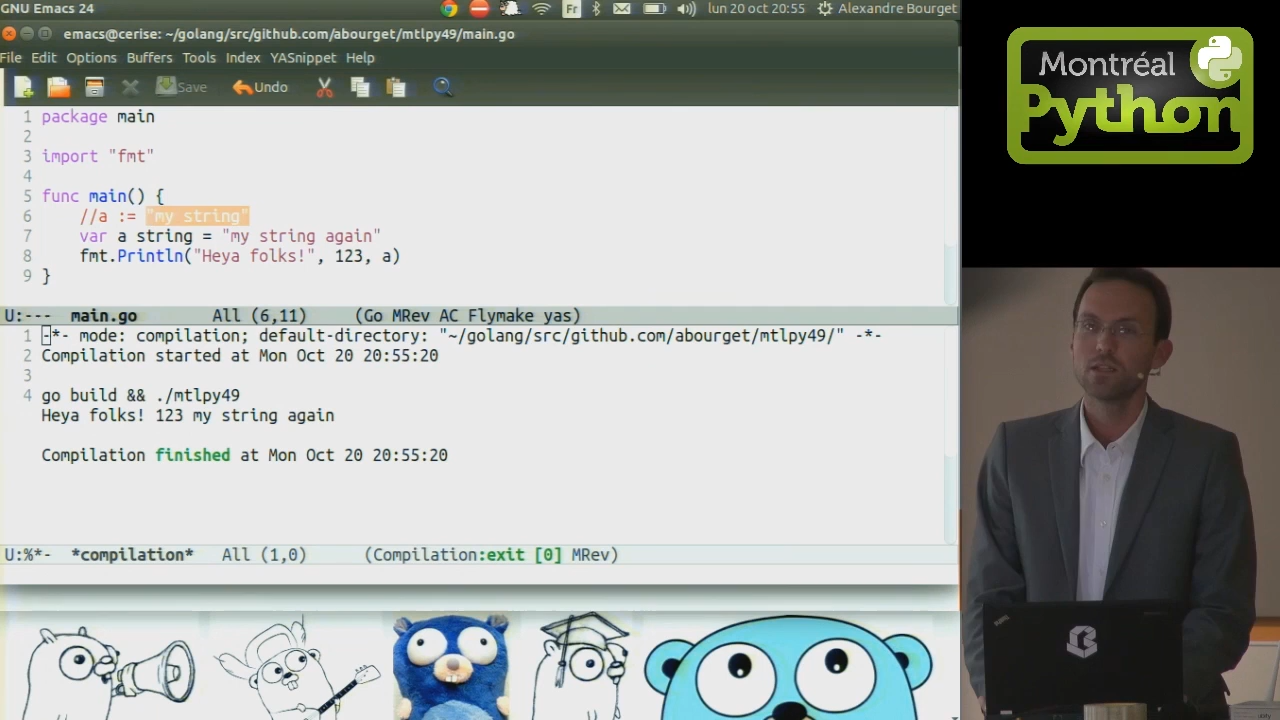 GNU Emacs 24
Fr
lun 20 oct 20:55
Alexandre Bourget
emacs@cerise: ~/golang/src/github.com/abourget/mtlpy49/main.go
File Edit Options Buffers Tools Index YASnippet Help
Save
Undo
1 package main
2
3 import "fmt"
4
5 func main() {
6 //a := "my string"
7 var a string = "my string again"
8 fmt.Println("Heya folks!", 123, a)
9 }
U:--- main.go All (6,11) (Go MRev AC Flymake yas)
1 -*- mode: compilation; default-directory: "~/golang/src/github.com/abourget/mtlpy49/" -*-
2 Compilation started at Mon Oct 20 20:55:20
3
4 go build && ./mtlpy49
Heya folks! 123 my string again
Compilation finished at Mon Oct 20 20:55:20
U:%*- *compilation* All (1,0) (Compilation:exit [0] MRev)
Montréal
Python